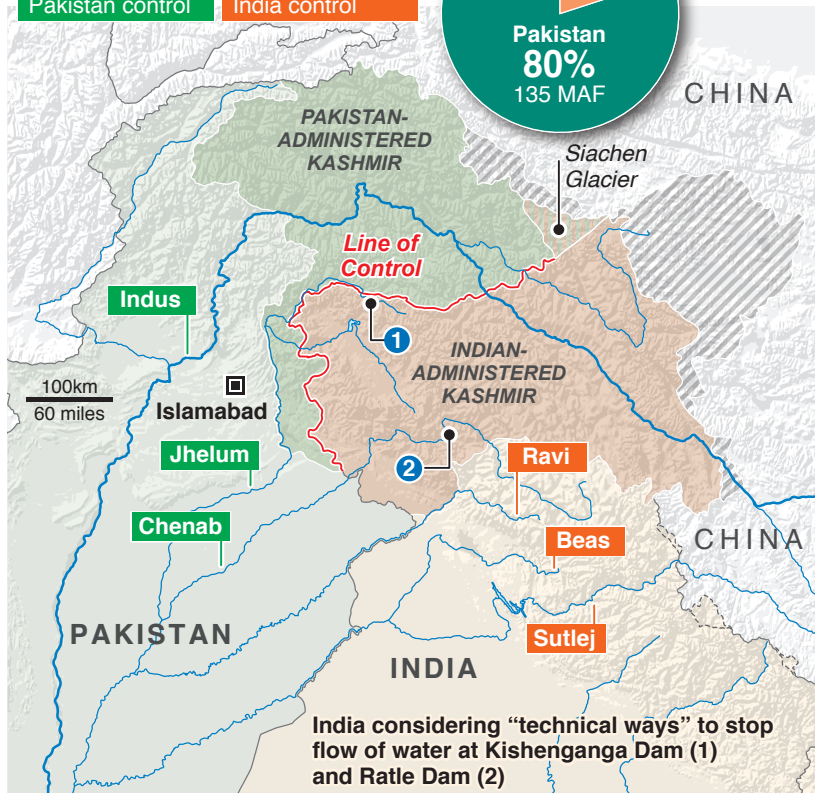 Pakistan control
India control
Pakistan
80%
135 MAF
CHINA
PAKISTAN-
ADMINISTERED
KASHMIR
Siachen
Glacier
Line of
Control
Indus
1
INDIAN-
ADMINISTERED
KASHMIR
100km
60 miles
Islamabad
Jhelum
2
Ravi
Chenab
Beas
CHINA
PAKISTAN
Sutlej
INDIA
India considering “technical ways” to stop
flow of water at Kishenganga Dam (1)
and Ratle Dam (2)